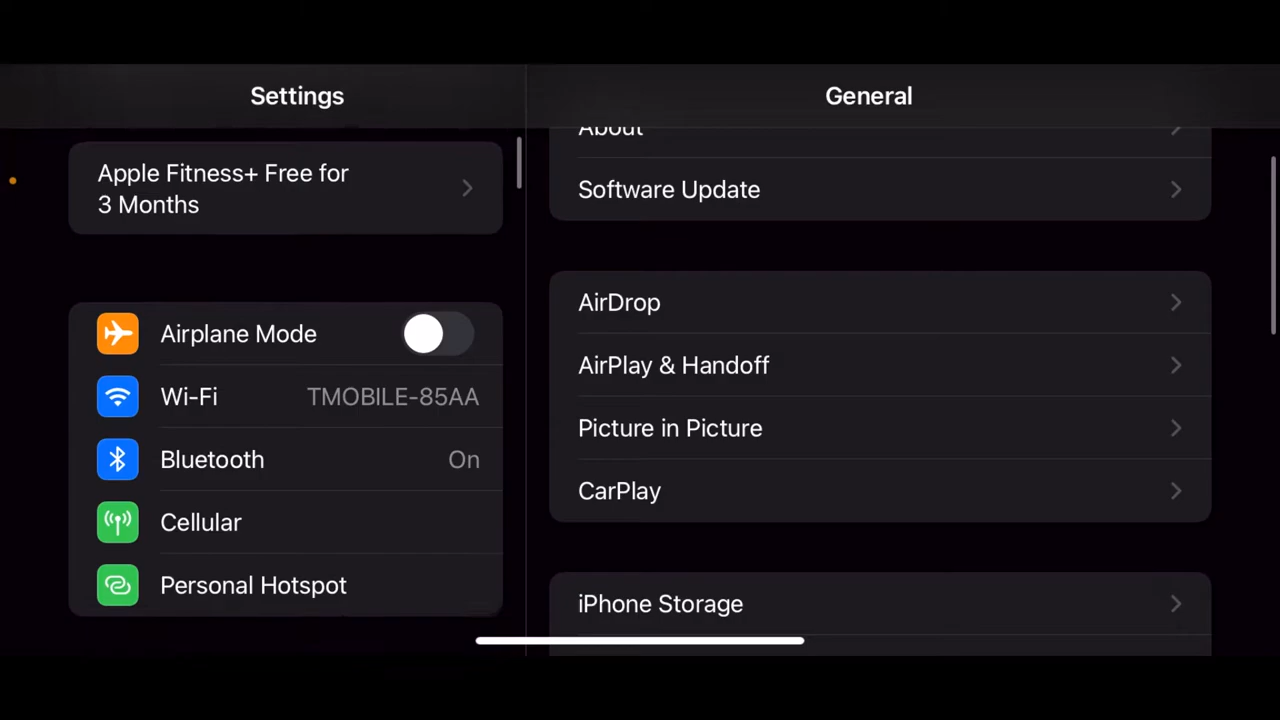 Settings
Apple Fitness+ Free for
3 Months
Airplane Mode
Wi-Fi TMOBILE-85AA
Bluetooth On
Cellular
Personal Hotspot
General
About
Software Update
AirDrop
AirPlay & Handoff
Picture in Picture
CarPlay
iPhone Storage